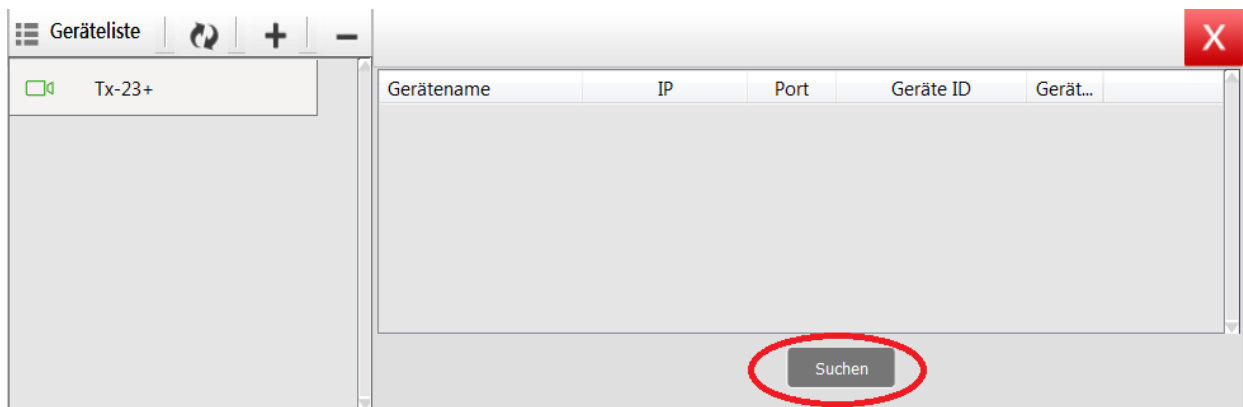 Geräteliste
X
Gerätename IP Port Geräte ID Gerät...
Tx-23+
Suchen